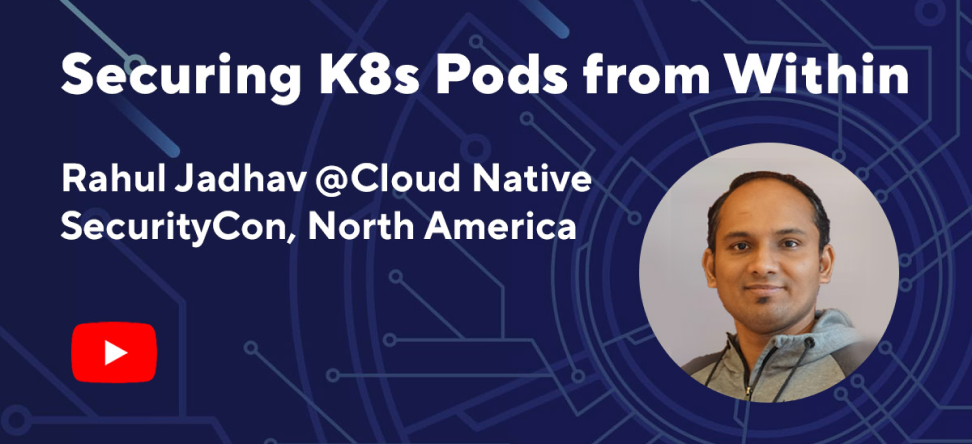 Securing K8s Pods from Within
Rahul Jadhav @Cloud Native
SecurityCon, North America